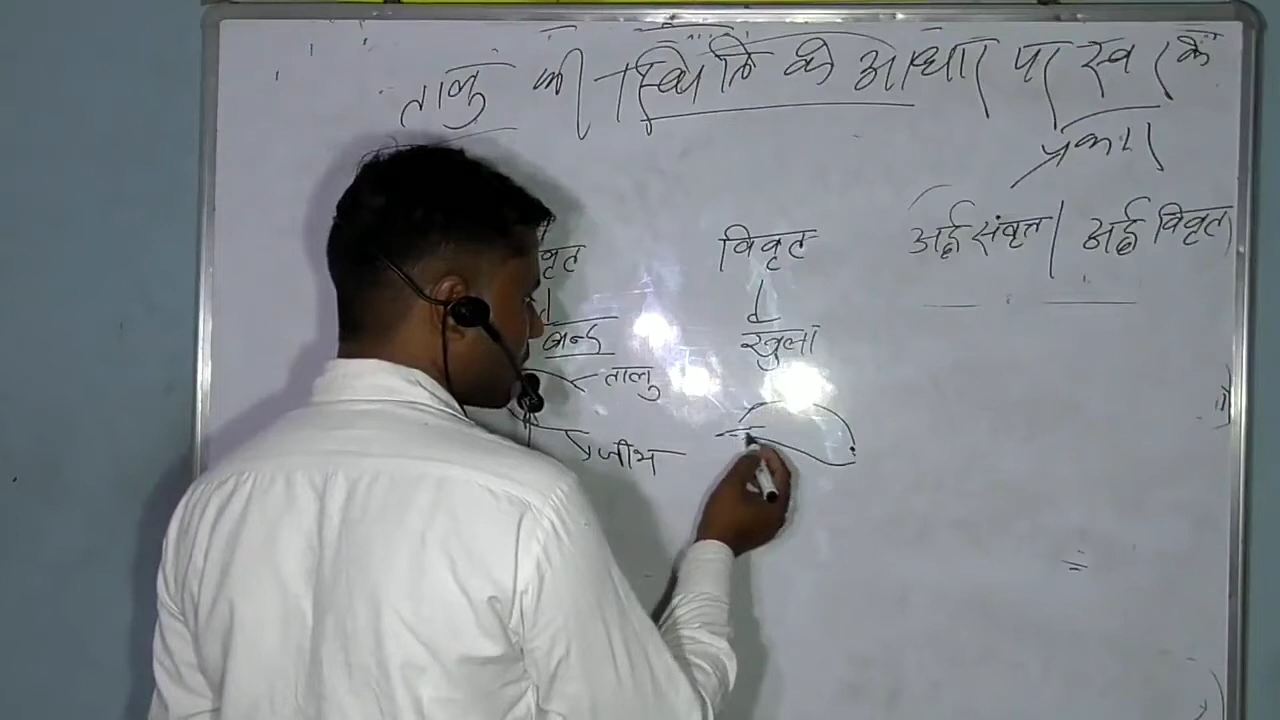 तालु की स्थिति के आधार पर स्वर के
प्रकार
वृत विवृत अर्द्ध संवृत | अर्द्ध विवृत
बन्द खुला
तालु
जीभ